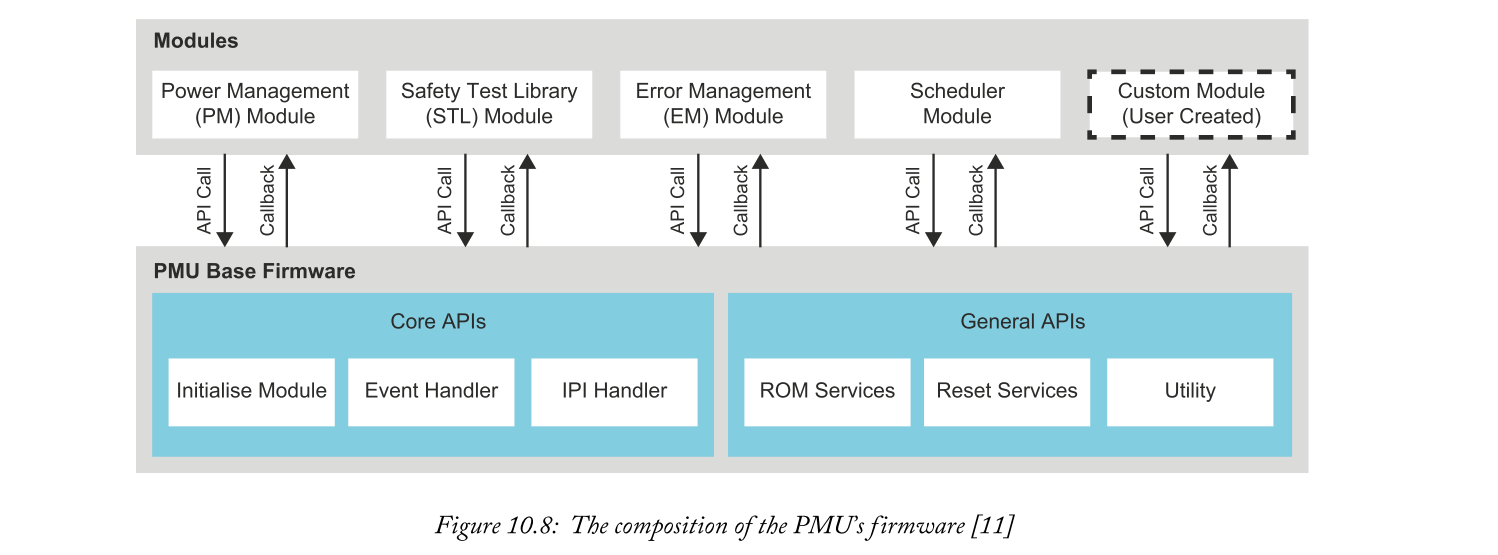 Modules
Power Management
(PM) Module
Safety Test Library
(STL) Module
Error Management
(EM) Module
Scheduler
Module
Custom Module
(User Created)
API Call
Callback
API Call
Callback
API Call
Callback
API Call
Callback
API Call
Callback
PMU Base Firmware
Core APIs
General APIs
Initialise Module
Event Handler
IPI Handler
ROM Services
Reset Services
Utility
Figure 10.8: The composition of the PMU's firmware [11]